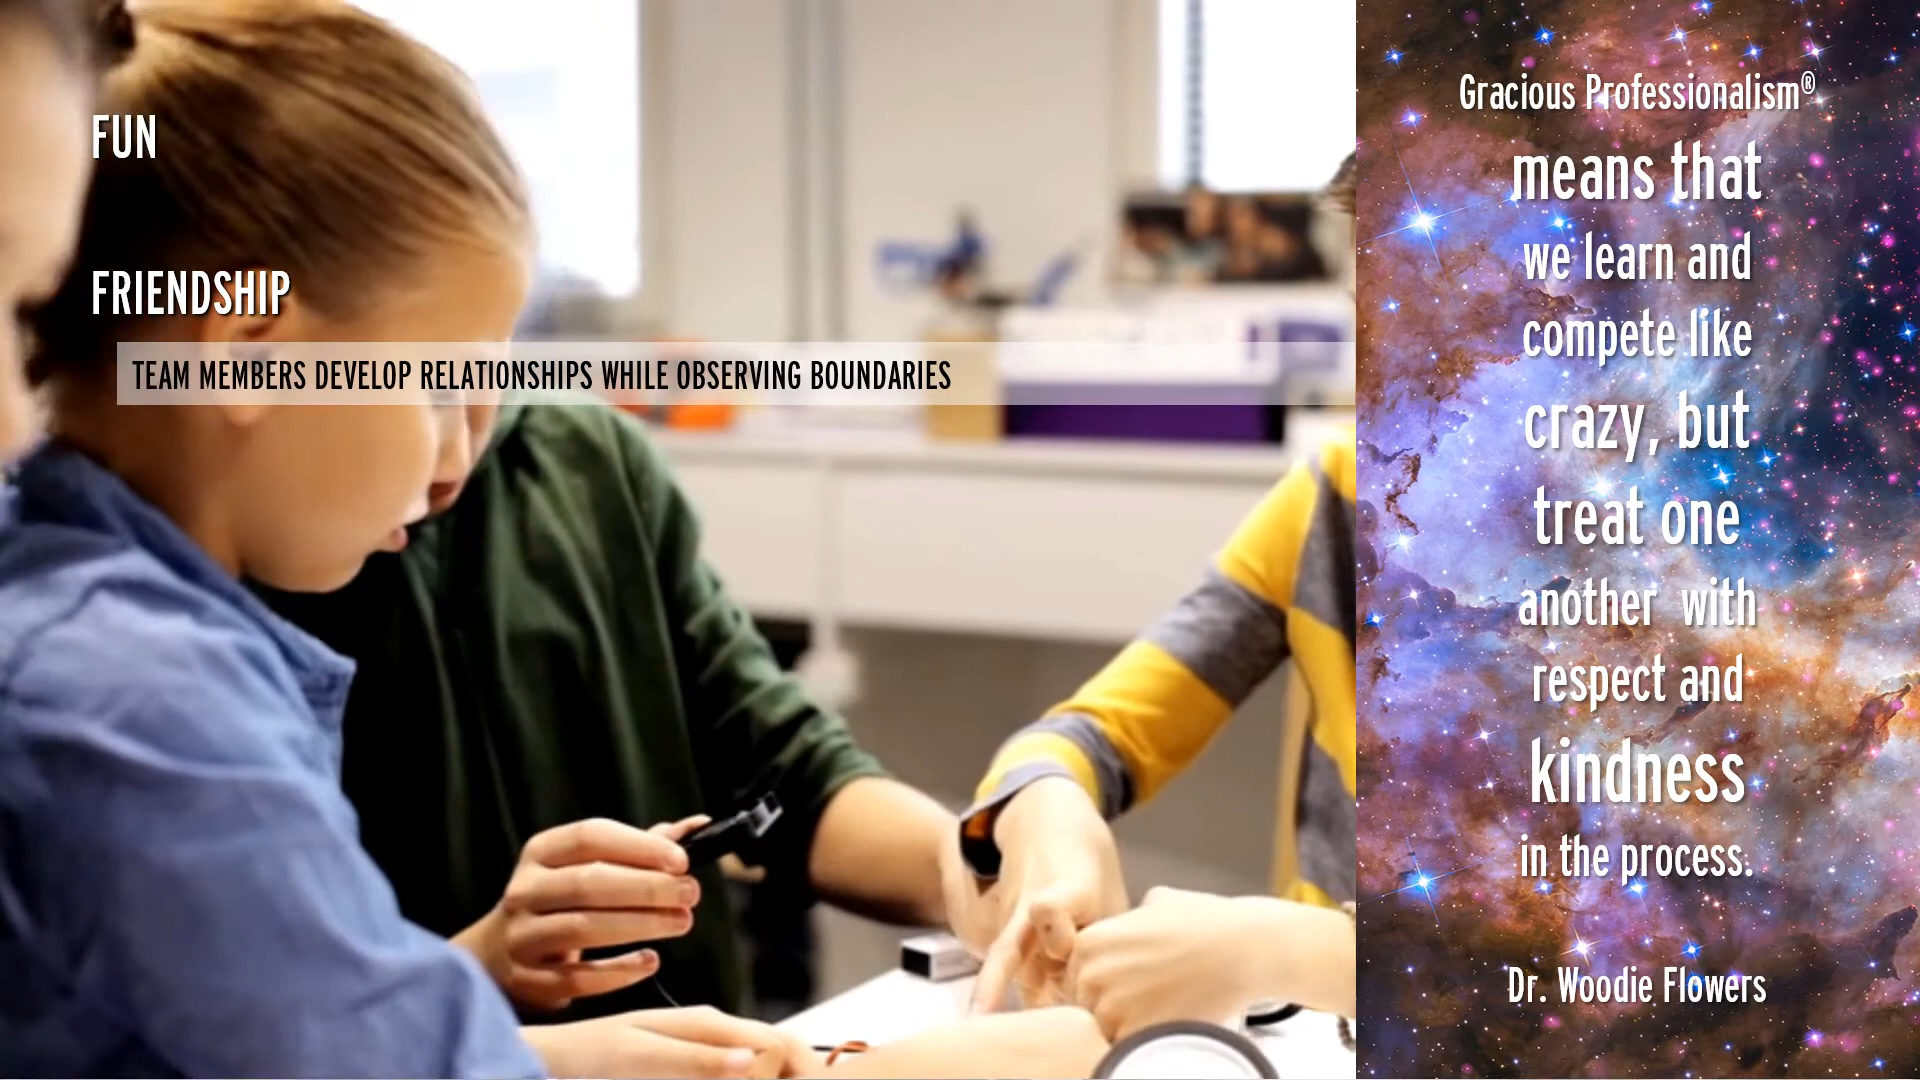 FUN
FRIENDSHIP
TEAM MEMBERS DEVELOP RELATIONSHIPS WHILE OBSERVING BOUNDARIES
Gracious Professionalism®
means that
we learn and
compete like
crazy, but
treat one
another with
respect and
kindness
in the process.
Dr. Woodie Flowers